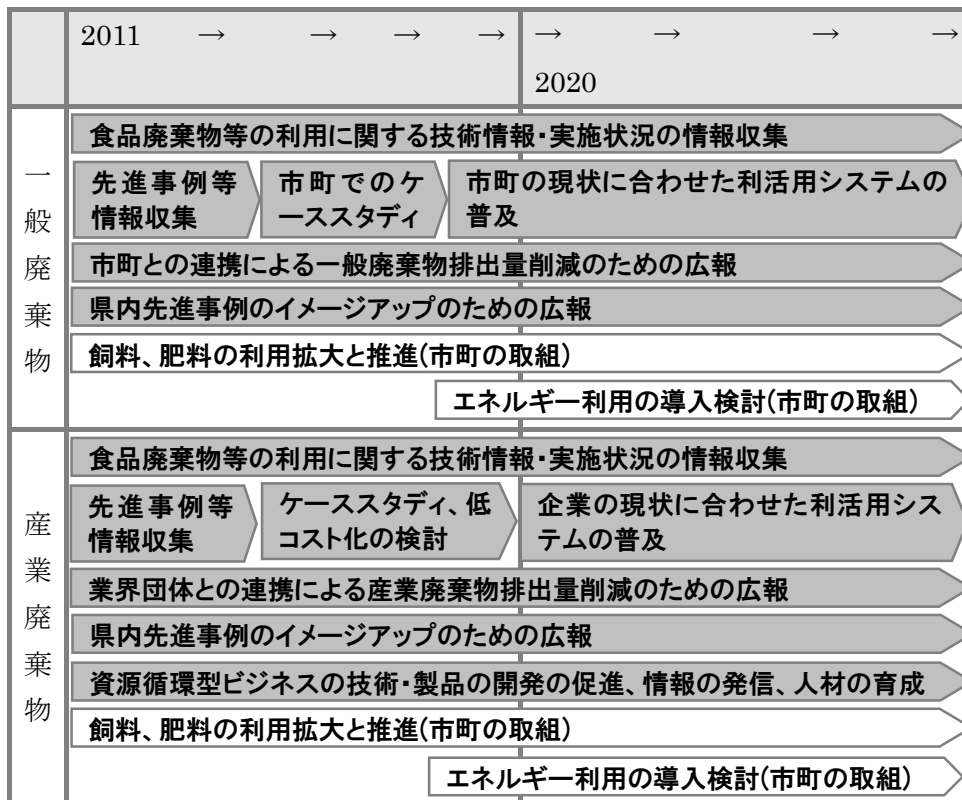 2011 → → → → → → → →
2020
一般廃棄物
食品廃棄物等の利用に関する技術情報・実施状況の情報収集
先進事例等
情報収集
市町でのケ
ーススタディ
市町の現状に合わせた利活用システムの
普及
市町との連携による一般廃棄物排出量削減のための広報
県内先進事例のイメージアップのための広報
飼料、肥料の利用拡大と推進(市町の取組)
エネルギー利用の導入検討(市町の取組)
産業廃棄物
食品廃棄物等の利用に関する技術情報・実施状況の情報収集
先進事例等
情報収集
ケーススタディ、低
コスト化の検討
企業の現状に合わせた利活用シス
テムの普及
業界団体との連携による産業廃棄物排出量削減のための広報
県内先進事例のイメージアップのための広報
資源循環型ビジネスの技術・製品の開発の促進、情報の発信、人材の育成
飼料、肥料の利用拡大と推進(市町の取組)
エネルギー利用の導入検討(市町の取組)